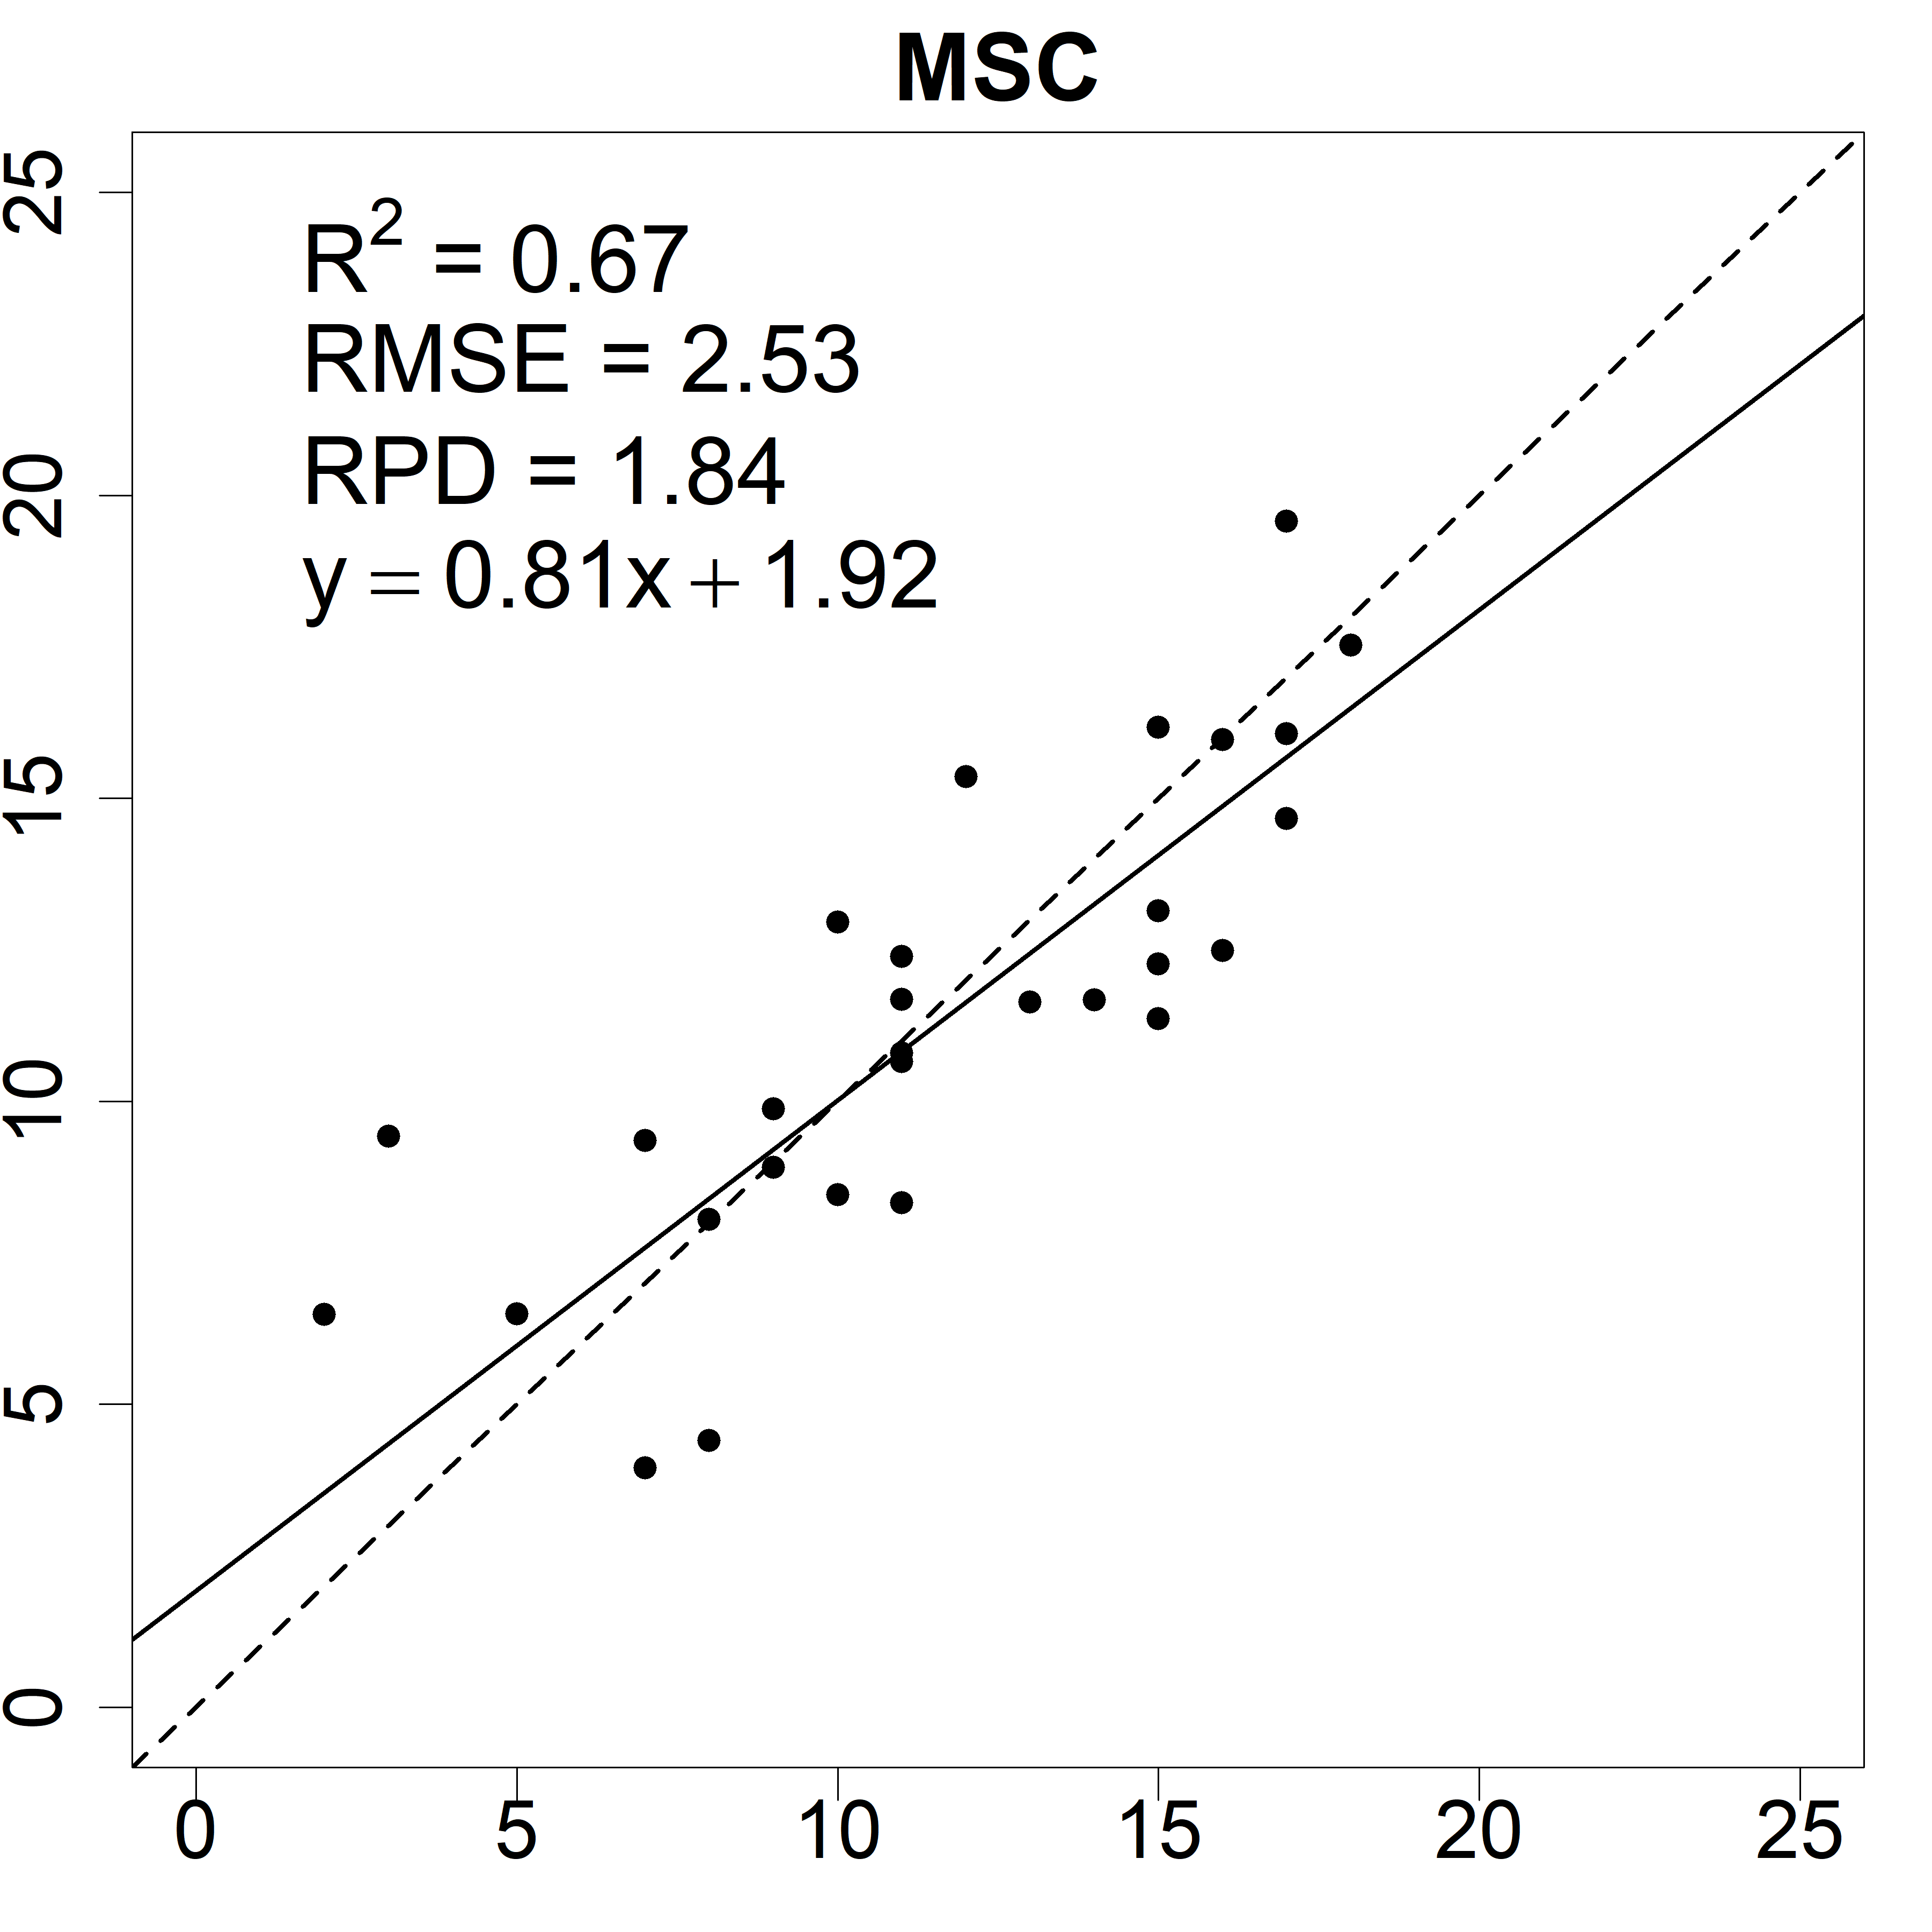 MSC
R² = 0.67
RMSE = 2.53
RPD = 1.84
y = 0.81x + 1.92
25
20
15
10
5
0
0 5 10 15 20 25